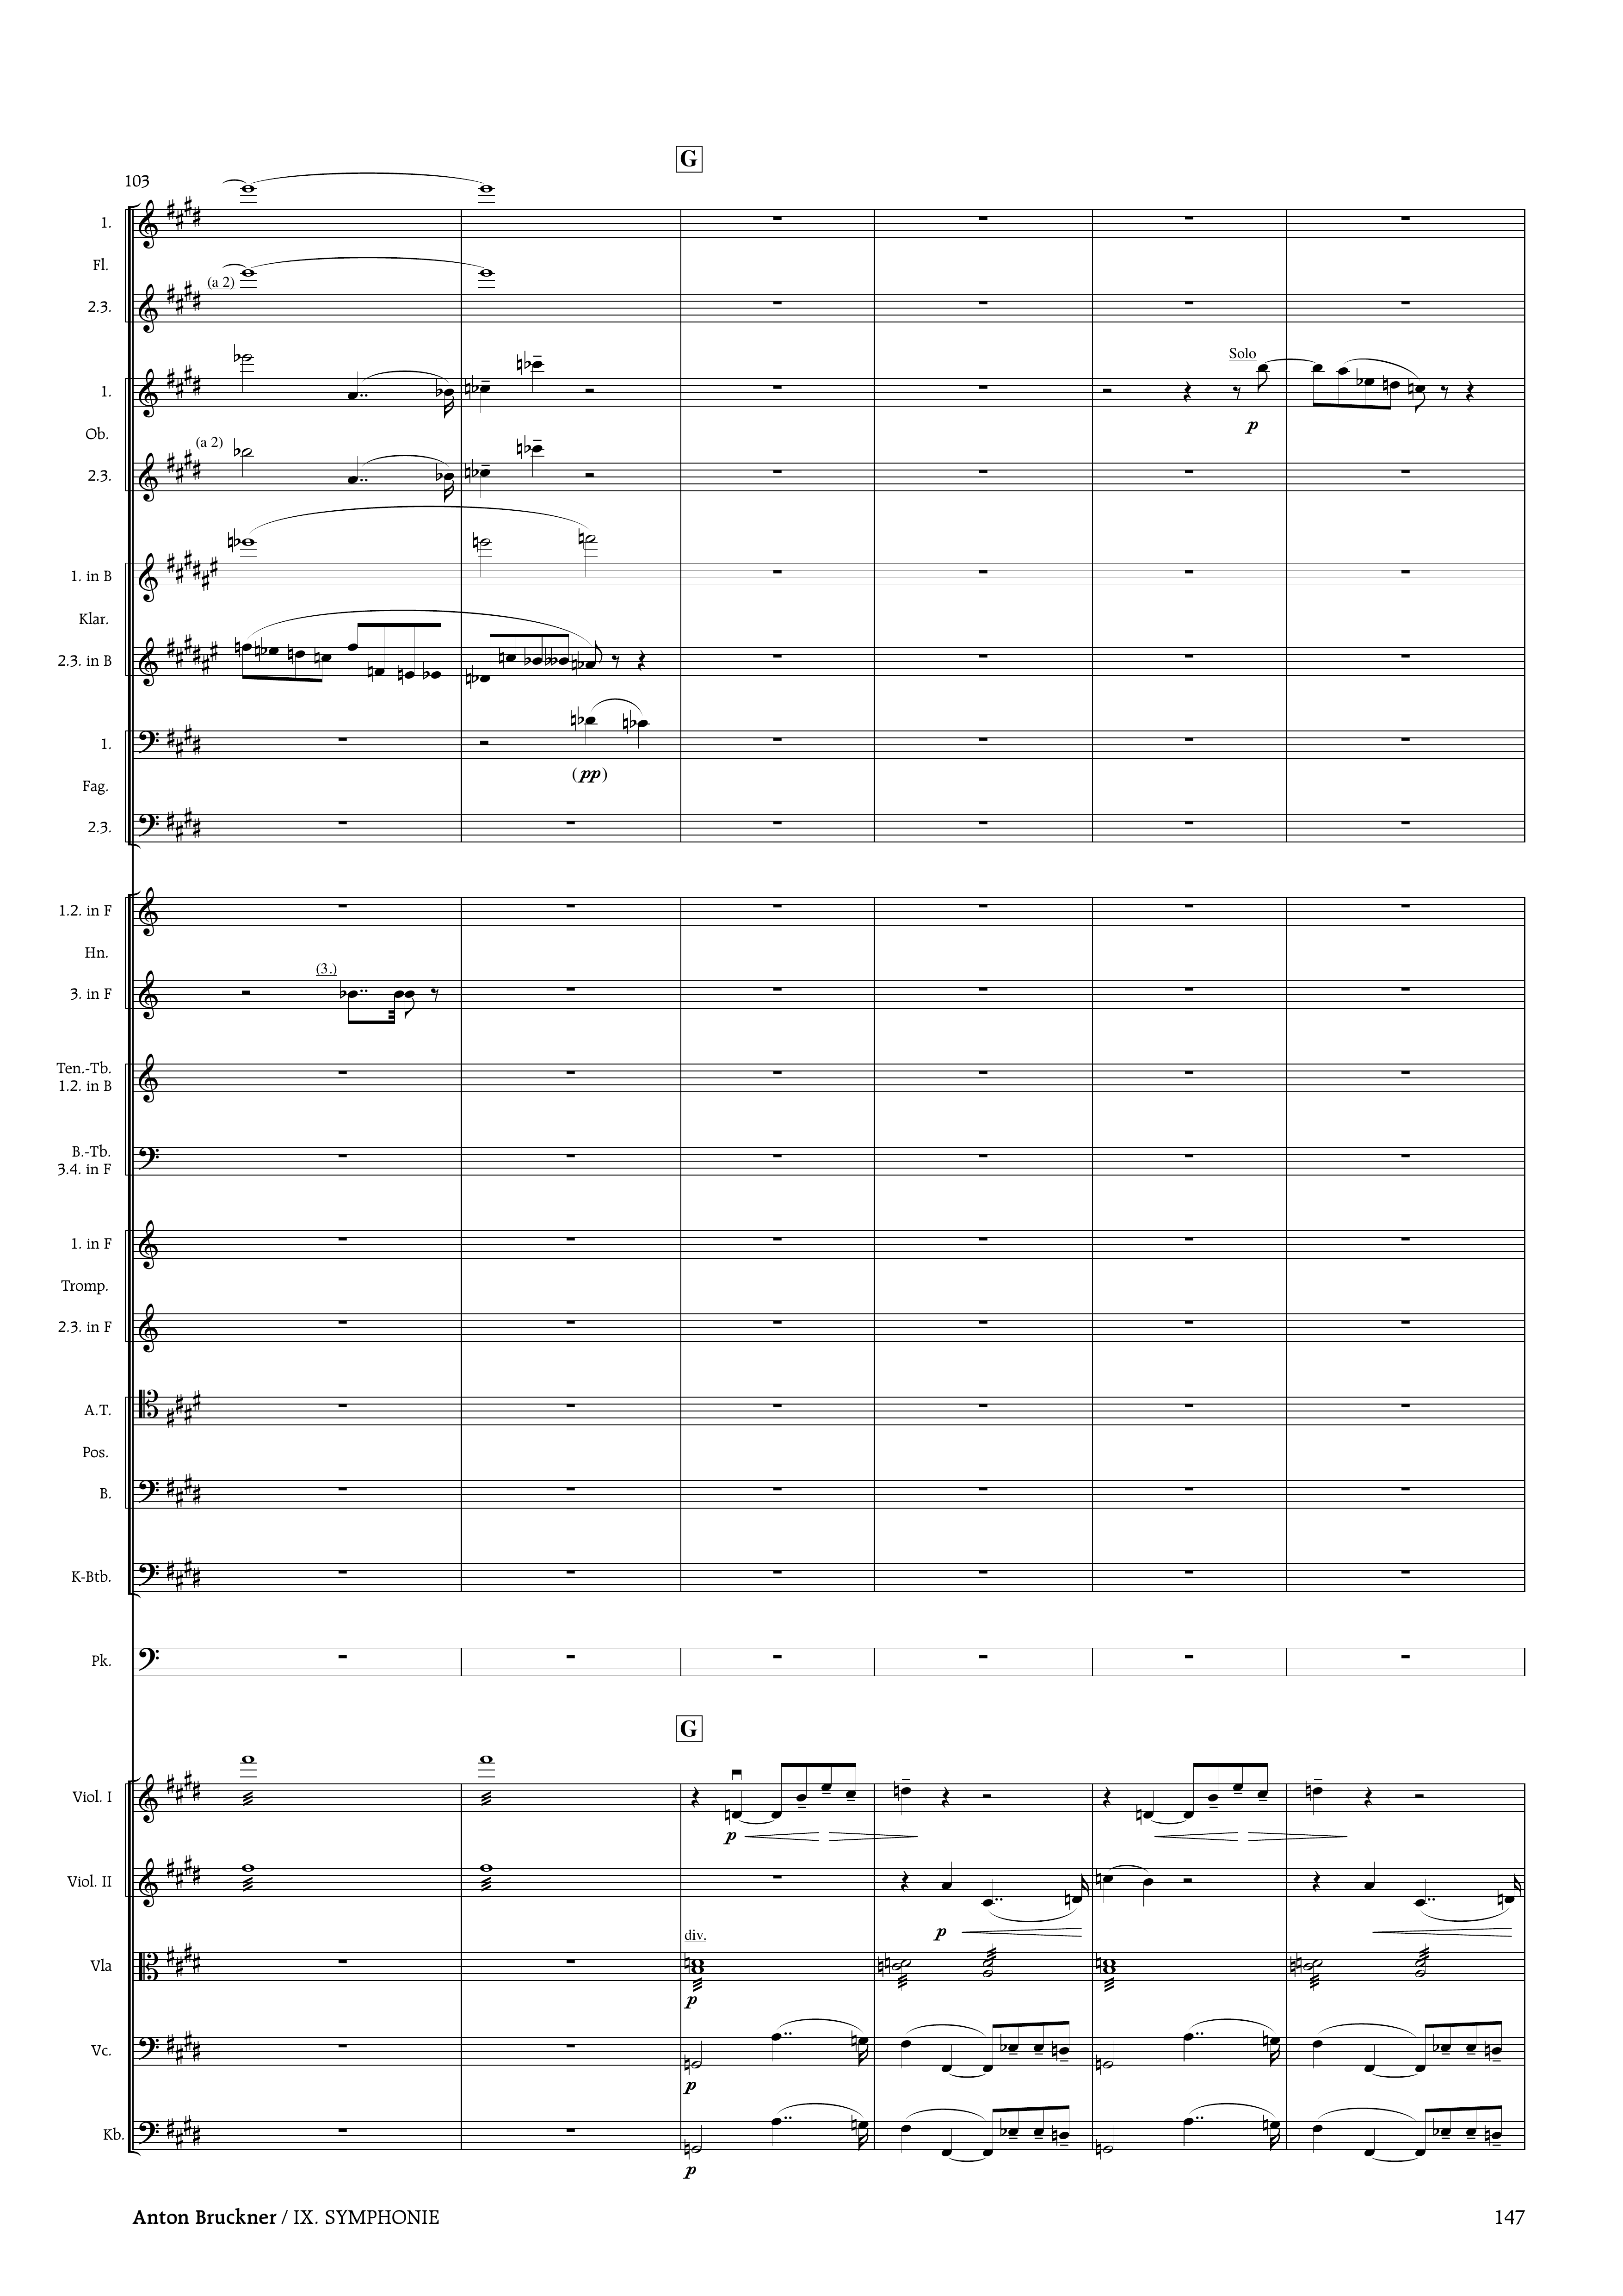 G
103
1.
Fl.
(a 2)
2.3.
Solo
1.
p
Ob.
(a 2)
2.3.
1. in B
Klar.
2.3. in B
1.
(pp)
Fag.
2.3.
1.2. in F
Hn.
(3.)
3. in F
Ten.-Tb.
1.2. in B
B.-Tb.
3.4. in F
1. in F
Tromp.
2.3. in F
A.T.
Pos.
B.
K-Btb.
Pk.
G
Viol. I
p
Viol. II
p
div.
Vla
p
Vc.
p
Kb.
p
Anton Bruckner / IX. SYMPHONIE 147